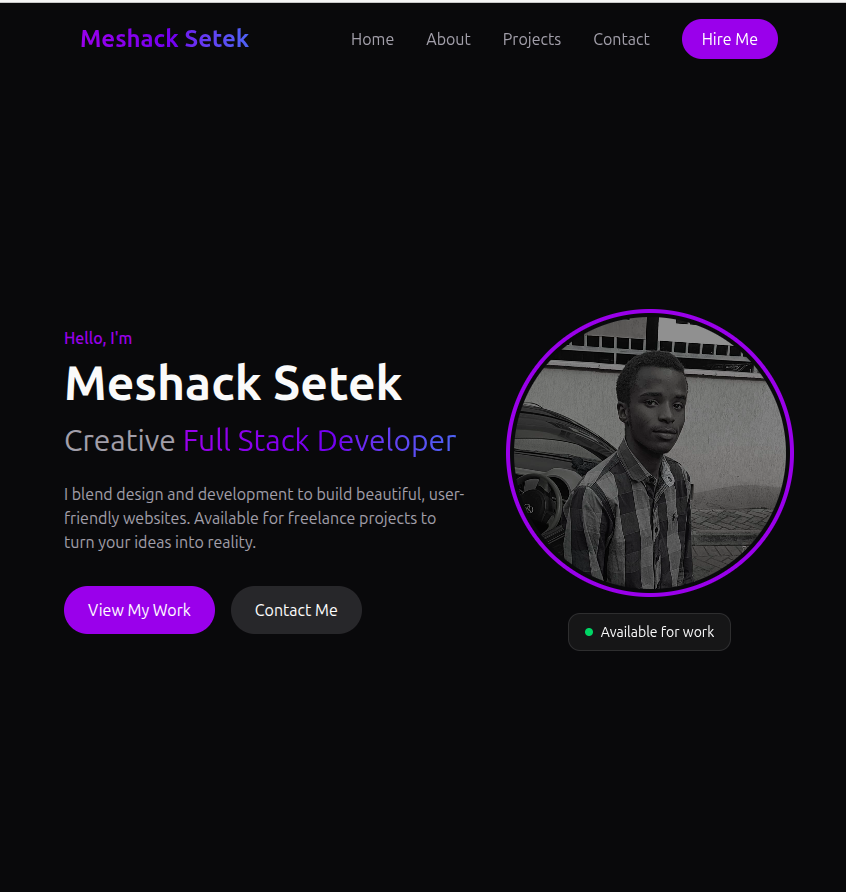 Meshack Setek
Home
About
Projects
Contact
Hire Me
Hello, I'm
Meshack Setek
Creative Full Stack Developer
I blend design and development to build beautiful, user-
friendly websites. Available for freelance projects to
turn your ideas into reality.
View My Work
Contact Me
Available for work